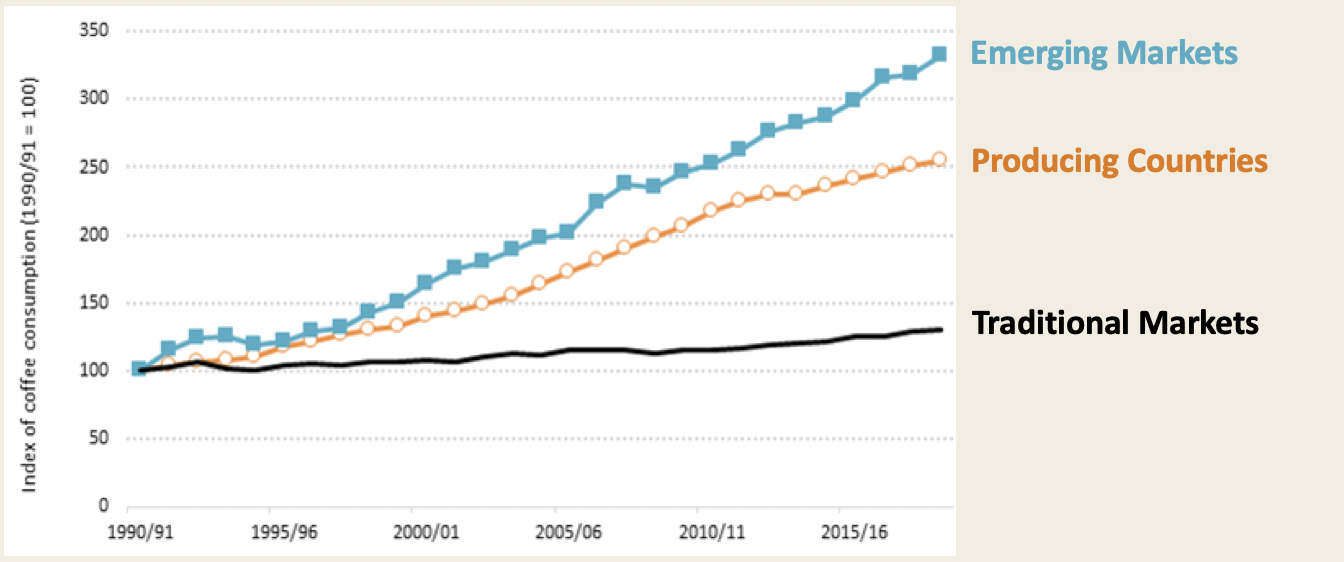 Index of coffee consumption (1990/91 = 100)
350
300
250
200
150
100
50
0
1990/91 1995/96 2000/01 2005/06 2010/11 2015/16
Emerging Markets
Producing Countries
Traditional Markets